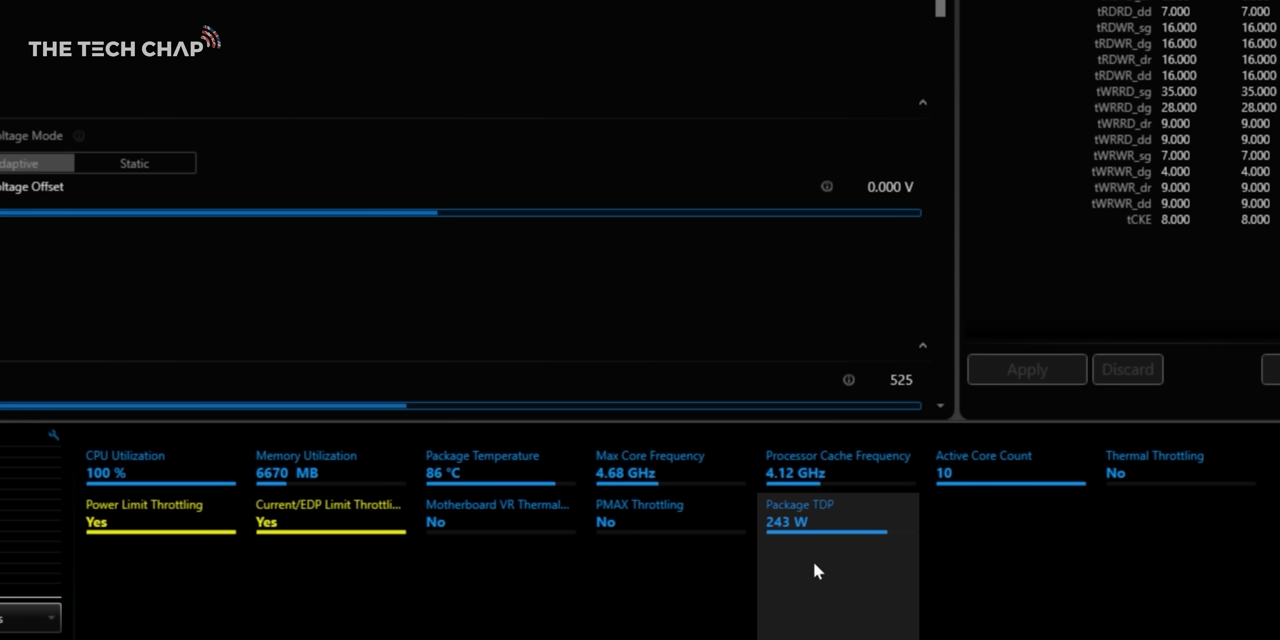 THE TECH CHAP
tRDRD_dd 7.000 7.000
tRDWR_sg 16.000 16.000
tRDWR_dg 16.000 16.000
tRDWR_dr 16.000 16.000
tRDWR_dd 16.000 16.000
tWRRD_sg 35.000 35.000
tWRRD_dg 28.000 28.000
tWRRD_dr 9.000 9.000
tWRRD_dd 9.000 9.000
tWRWR_sg 7.000 7.000
tWRWR_dg 4.000 4.000
tWRWR_dr 9.000 9.000
tWRWR_dd 9.000 9.000
tCKE 8.000 8.000
oltage Mode
daptive Static
oltage Offset 0.000 V
525
Apply Discard
CPU Utilization
100 %
Memory Utilization
6670 MB
Package Temperature
86 °C
Max Core Frequency
4.68 GHz
Processor Cache Frequency
4.12 GHz
Active Core Count
10
Thermal Throttling
No
Power Limit Throttling
Yes
Current/EDP Limit Throttli...
Yes
Motherboard VR Thermal...
No
PMAX Throttling
No
Package TDP
243 W
s